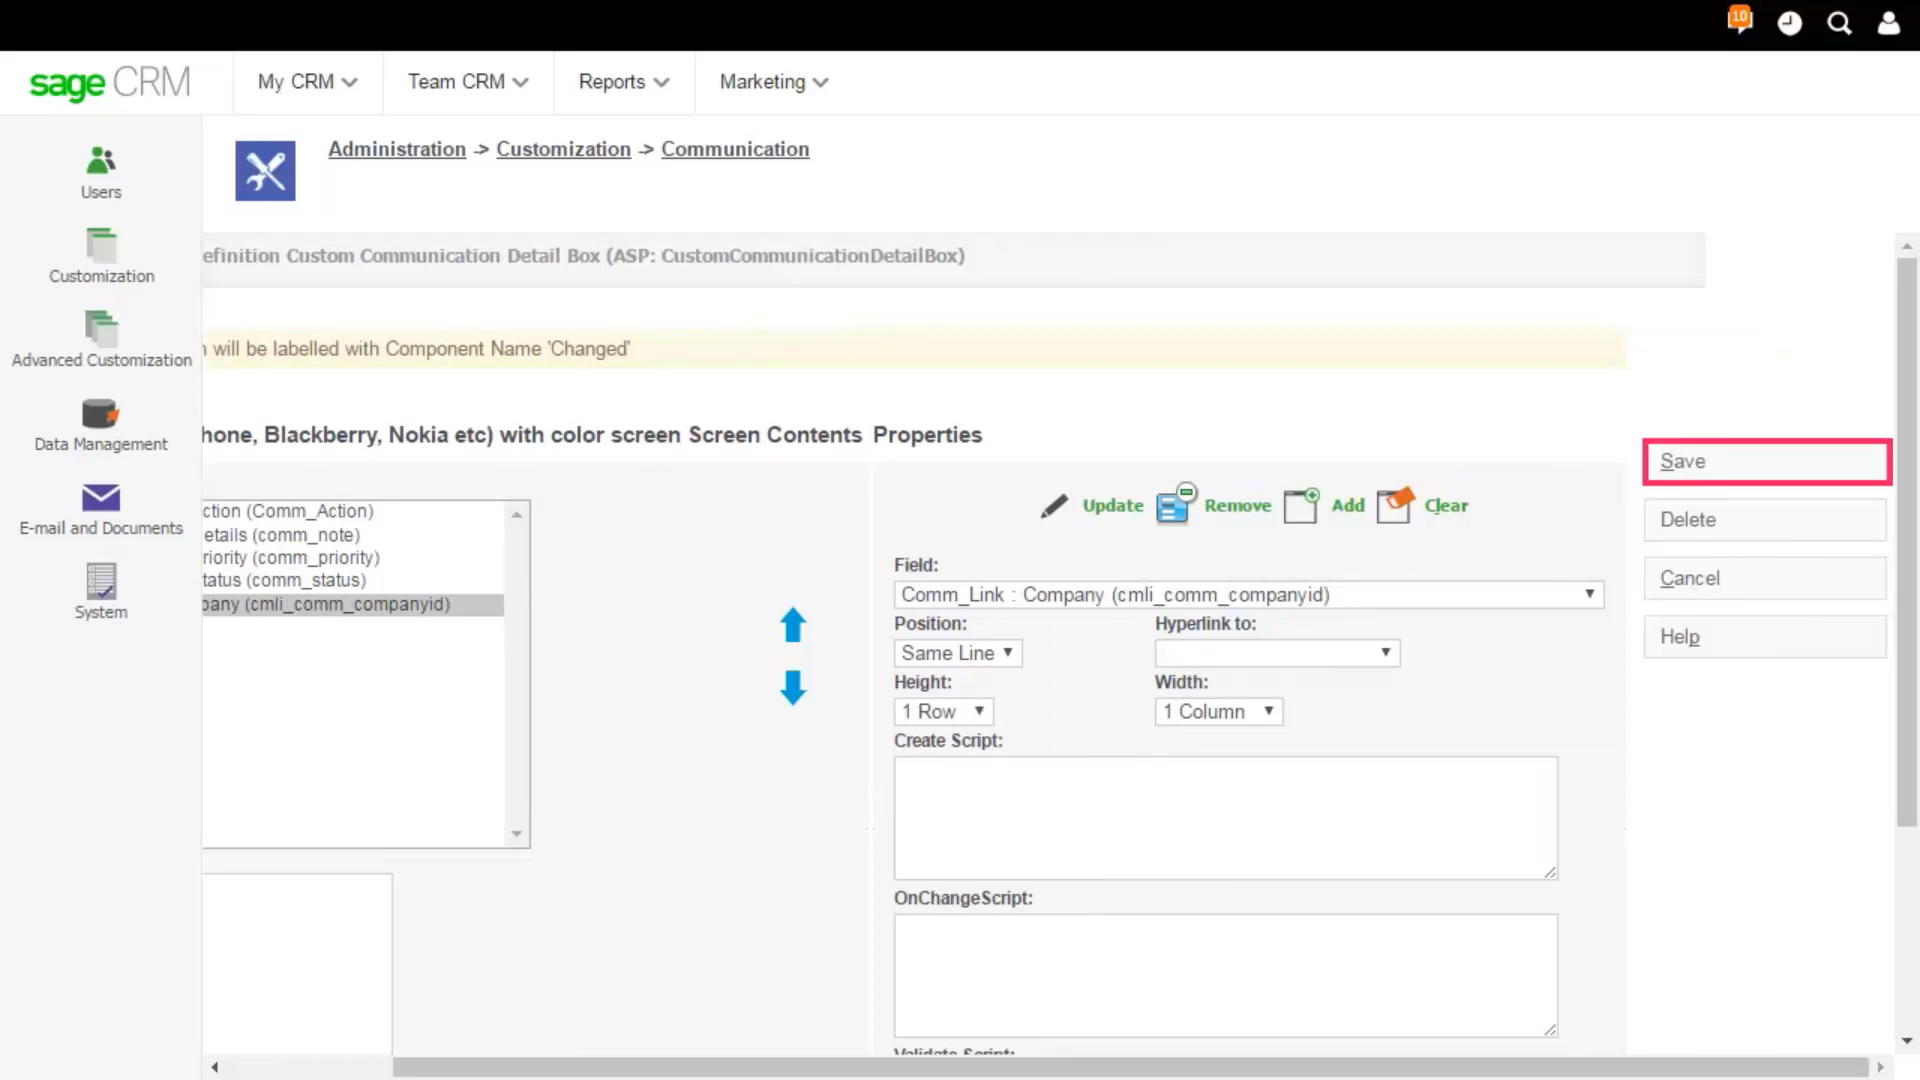 10
sage CRM
My CRM
Team CRM
Reports
Marketing
Administration -> Customization -> Communication
Users
Customization
Advanced Customization
Data Management
E-mail and Documents
System
efinition Custom Communication Detail Box (ASP: CustomCommunicationDetailBox)
will be labelled with Component Name 'Changed'
hone, Blackberry, Nokia etc) with color screen Screen Contents
Properties
ction (Comm_Action)
etails (comm_note)
riority (comm_priority)
tatus (comm_status)
pany (cmli_comm_companyid)
Update
Remove
Add
Clear
Field:
Comm_Link : Company (cmli_comm_companyid)
Position:
Hyperlink to:
Same Line
Height:
Width:
1 Row
1 Column
Create Script:
OnChangeScript:
Validate Script:
Save
Delete
Cancel
Help